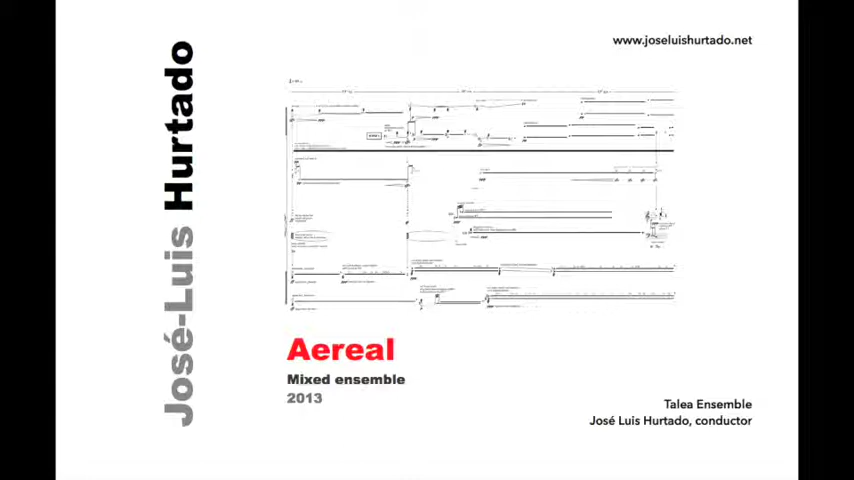 www.joseluishurtado.net
José-Luis Hurtado
Aereal
Mixed ensemble
2013
Talea Ensemble
José Luis Hurtado, conductor